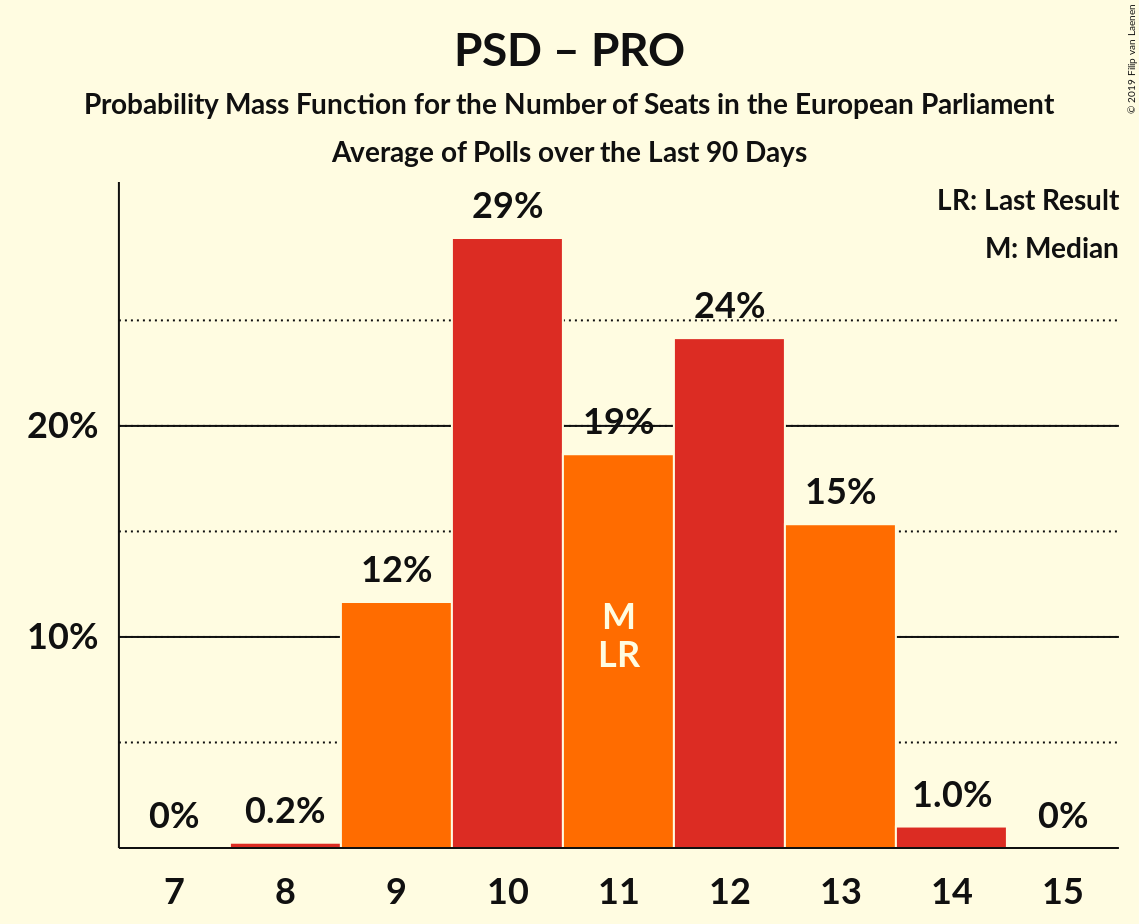 PSD – PRO
Probability Mass Function for the Number of Seats in the European Parliament
Average of Polls over the Last 90 Days
© 2019 Filip van Laenen
LR: Last Result
M: Median
29%
24%
20%
19%
15%
12%
M
LR
10%
0%
0.2%
1.0%
0%
7
8
9
10
11
12
13
14
15